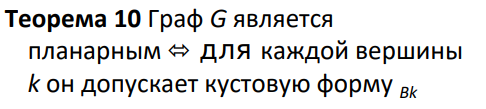 Теорема 10 Граф G является
планарным ⇔ для каждой вершины
k он допускает кустовую форму Bk